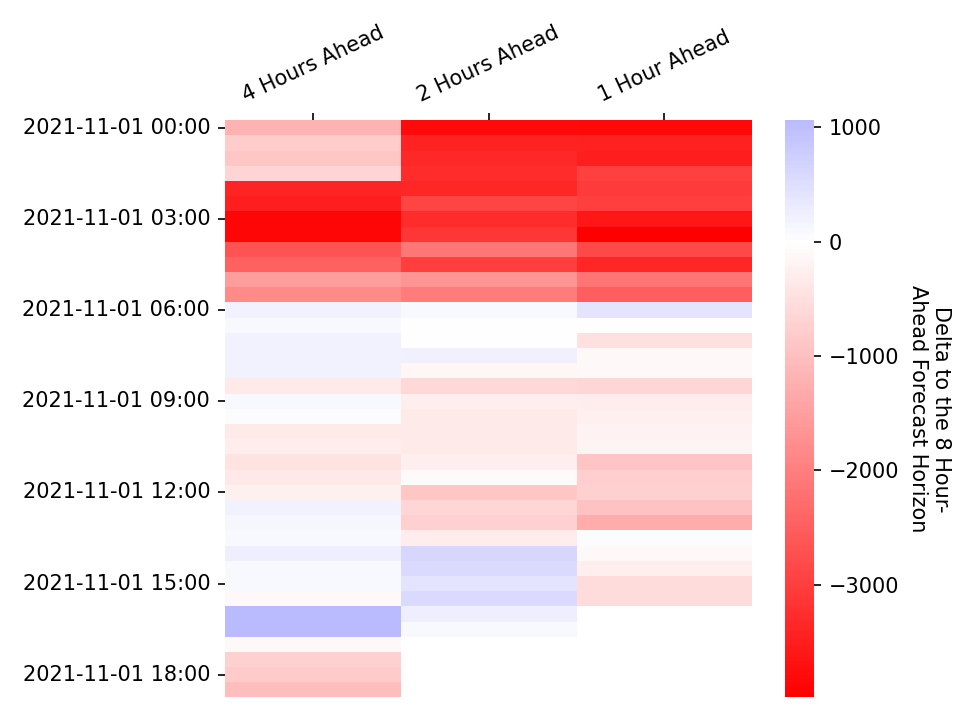 4 Hours Ahead
2 Hours Ahead
1 Hour Ahead
2021-11-01 00:00
2021-11-01 03:00
2021-11-01 06:00
2021-11-01 09:00
2021-11-01 12:00
2021-11-01 15:00
2021-11-01 18:00
1000
0
−1000
−2000
−3000
Delta to the 8 Hour-
Ahead Forecast Horizon